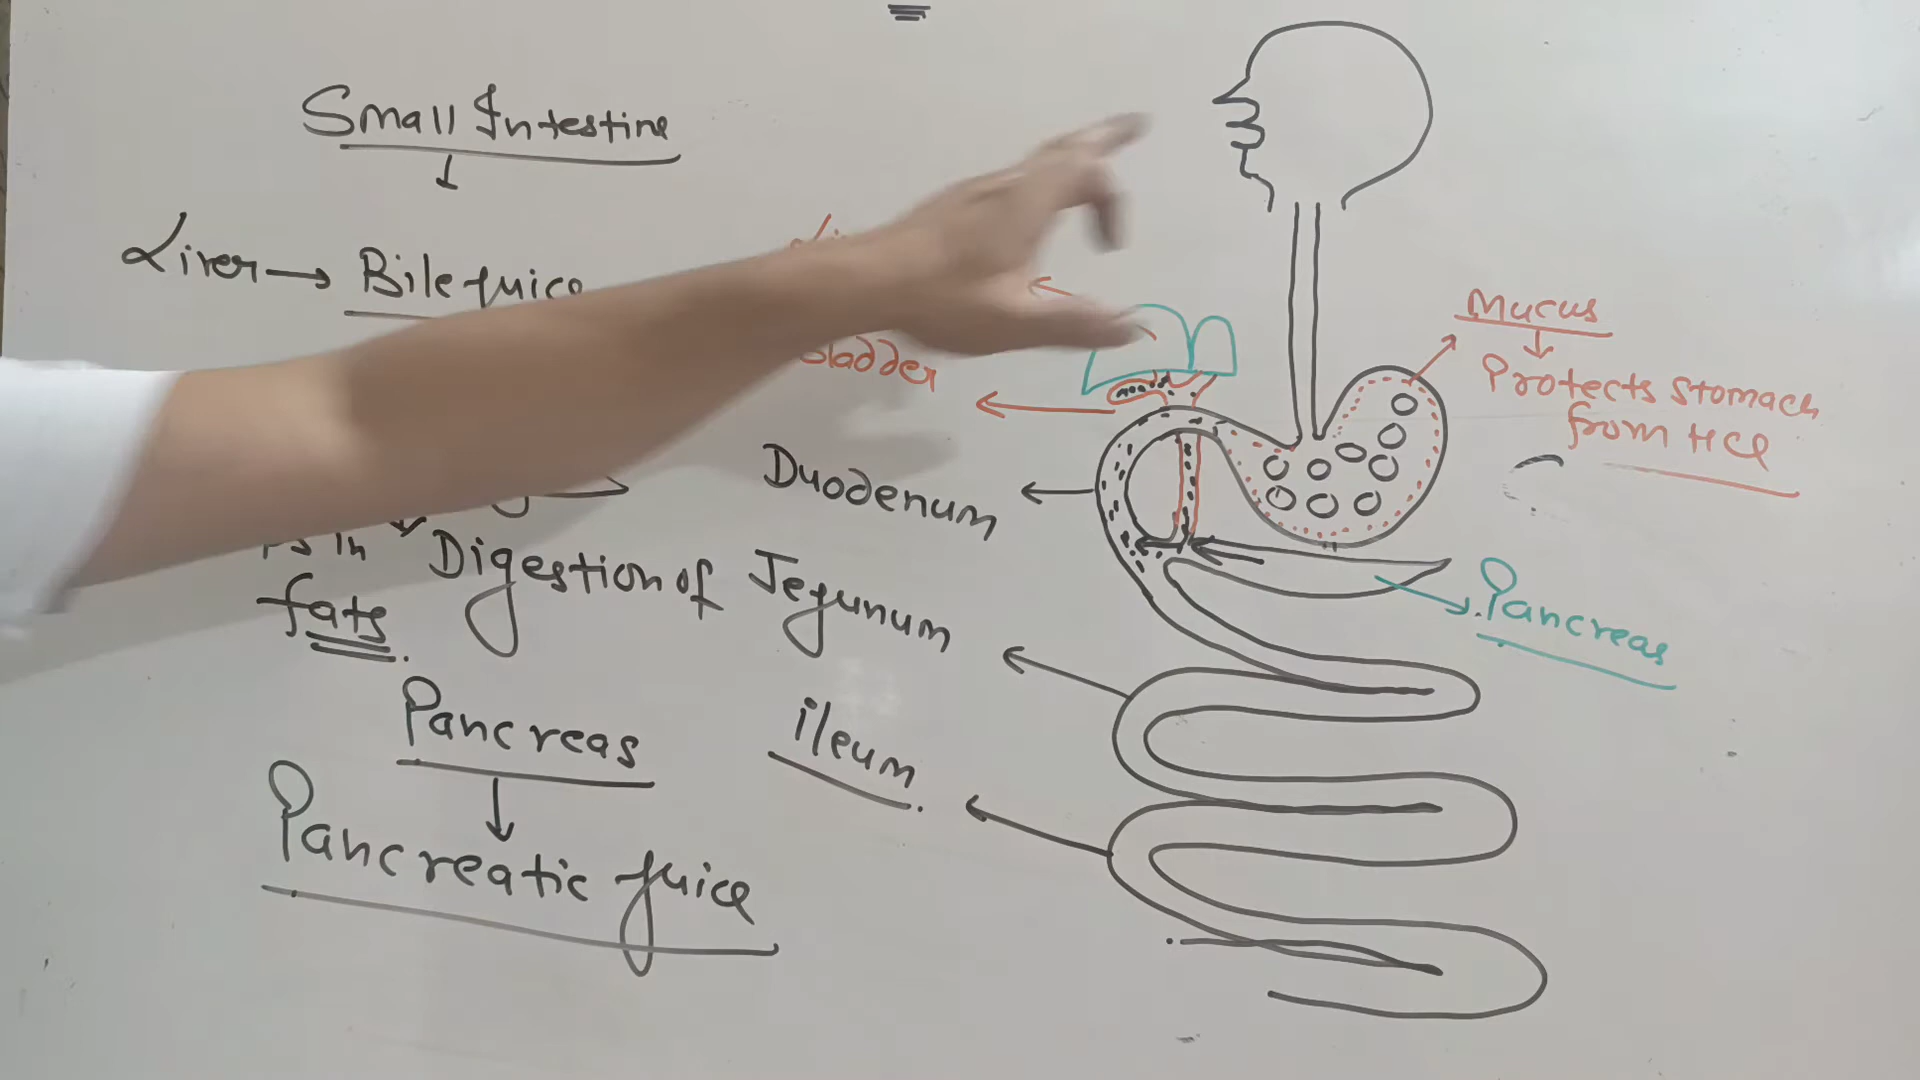 Small Intestine
Liver → Bile juice
bladder
Duodenum
Digestion of
fats.
Jejunum
Pancreas
Pancreatic juice
ileum.
Mucus
Protects stomach
from HCl
Pancreas